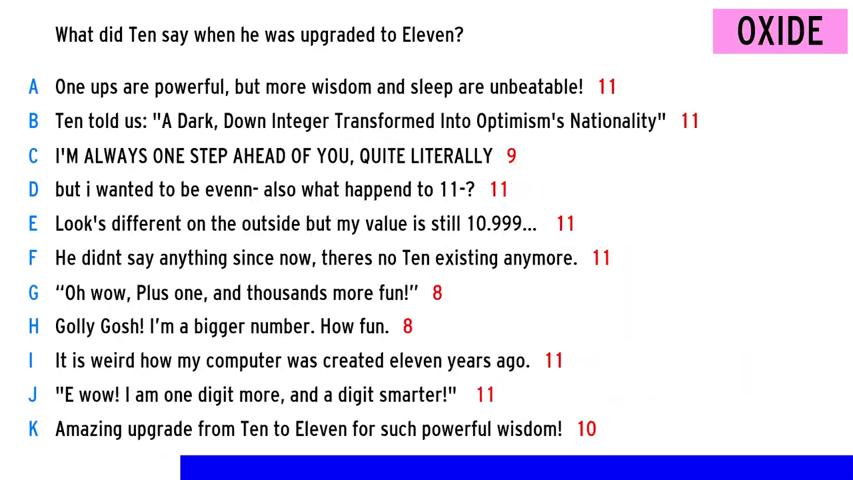 What did Ten say when he was upgraded to Eleven?
OXIDE
A One ups are powerful, but more wisdom and sleep are unbeatable! 11
B Ten told us: "A Dark, Down Integer Transformed Into Optimism's Nationality" 11
C I'M ALWAYS ONE STEP AHEAD OF YOU, QUITE LITERALLY 9
D but i wanted to be evenn- also what happend to 11-? 11
E Look's different on the outside but my value is still 10.999... 11
F He didnt say anything since now, theres no Ten existing anymore. 11
G “Oh wow, Plus one, and thousands more fun!” 8
H Golly Gosh! I’m a bigger number. How fun. 8
I It is weird how my computer was created eleven years ago. 11
J "E wow! I am one digit more, and a digit smarter!" 11
K Amazing upgrade from Ten to Eleven for such powerful wisdom! 10